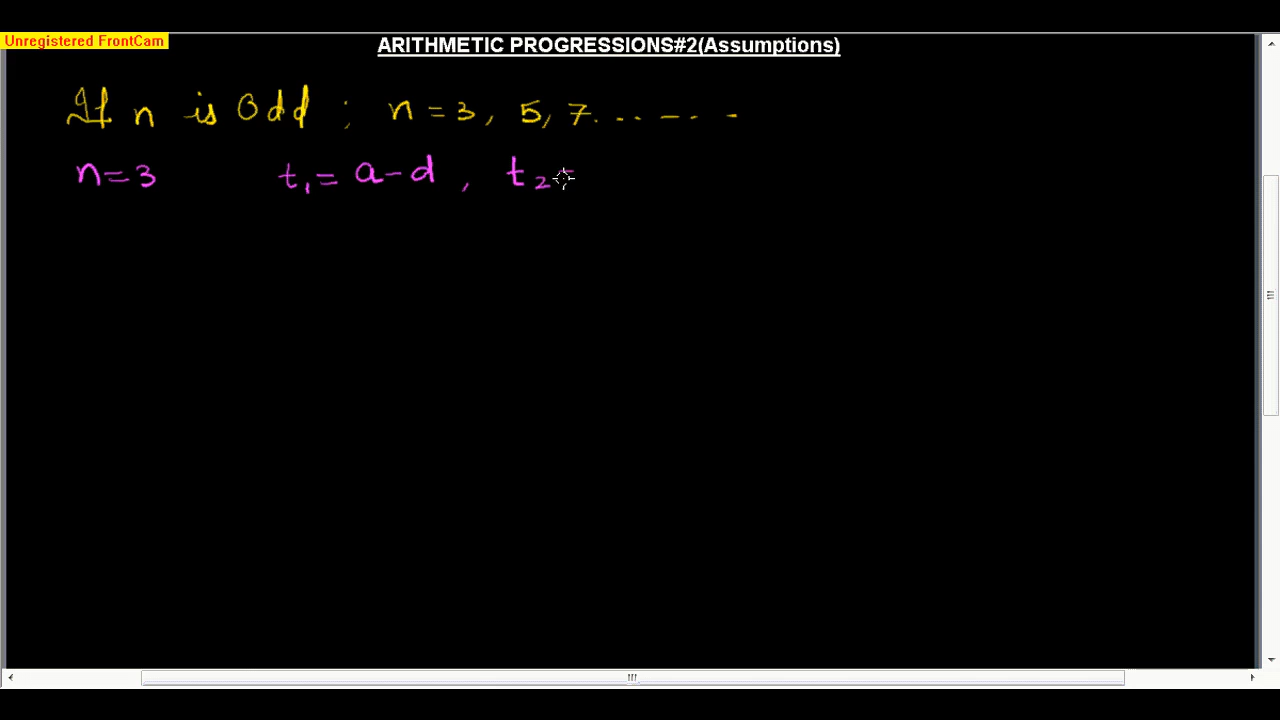 Unregistered FrontCam
ARITHMETIC PROGRESSIONS#2(Assumptions)
If n is Odd ; n = 3, 5, 7. . . – . - -
n = 3 t₁ = a - d , t₂ =